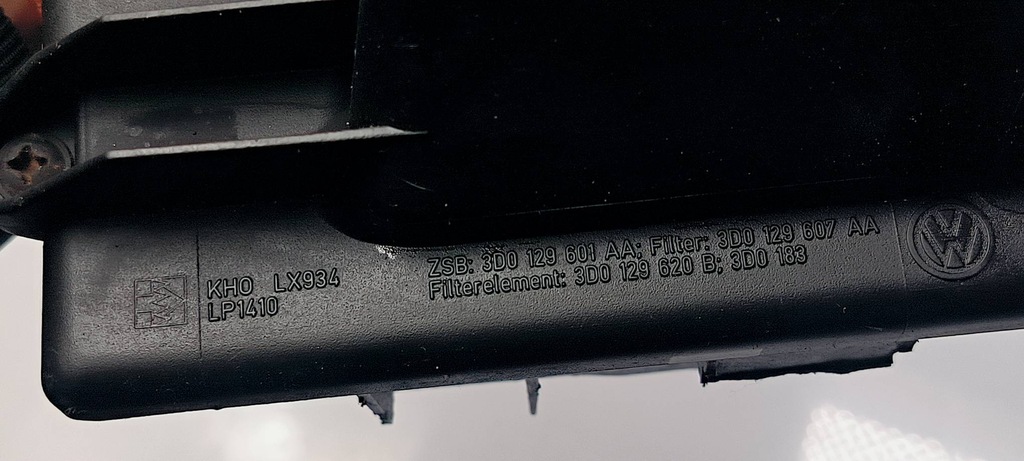 KHO LX934
LP1410
ZSB: 3D0 129 601 AA; Filter: 3D0 129 607 AA
Filterelement: 3D0 129 620 B; 3D0 183